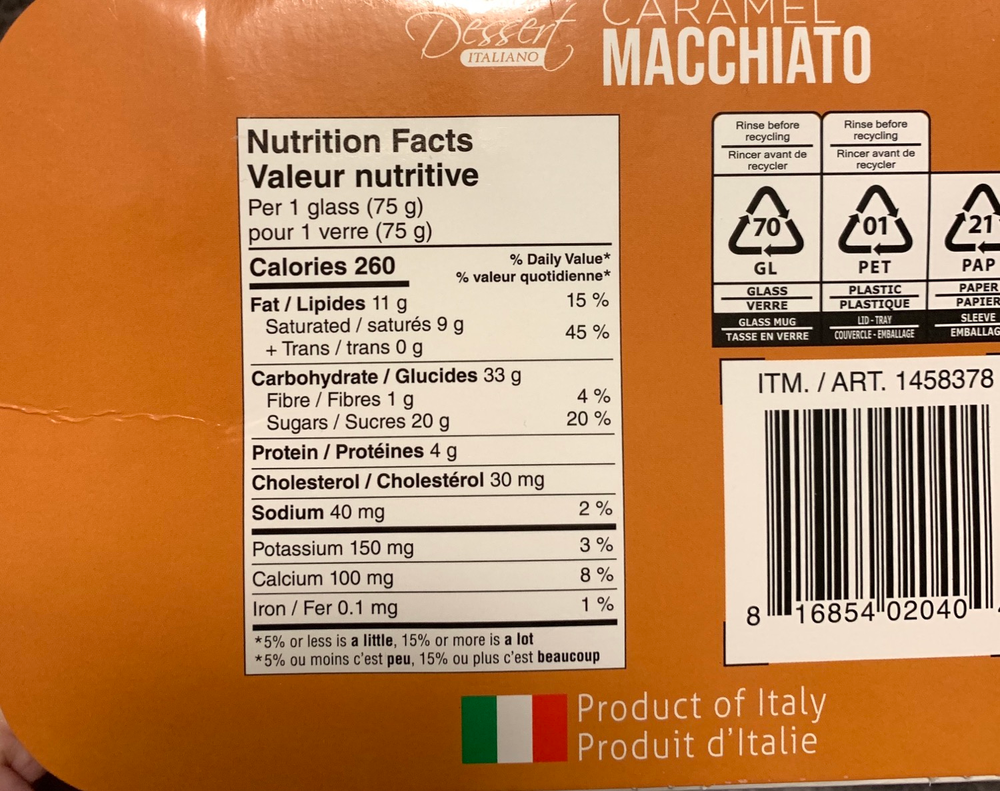 Dessert
ITALIANO
CARAMEL
MACCHIATO
Nutrition Facts
Valeur nutritive
Per 1 glass (75 g)
pour 1 verre (75 g)
Calories 260
% Daily Value*
% valeur quotidienne*
Fat / Lipides 11 g 15 %
Saturated / saturés 9 g
+ Trans / trans 0 g
45 %
Carbohydrate / Glucides 33 g
Fibre / Fibres 1 g 4 %
Sugars / Sucres 20 g 20 %
Protein / Protéines 4 g
Cholesterol / Cholestérol 30 mg
Sodium 40 mg 2 %
Potassium 150 mg 3 %
Calcium 100 mg 8 %
Iron / Fer 0.1 mg 1 %
*5% or less is a little, 15% or more is a lot
*5% ou moins c'est peu, 15% ou plus c'est beaucoup
Rinse before
recycling
Rincer avant de
recycler
70
GL
GLASS
VERRE
GLASS MUG
TASSE EN VERRE
Rinse before
recycling
Rincer avant de
recycler
01
PET
PLASTIC
PLASTIQUE
LID - TRAY
COUVERCLE - EMBALLAGE
21
PAP
PAPER
PAPIER
SLEEVE
EMBALLAG
ITM. / ART. 1458378
8 16854 02040
Product of Italy
Produit d'Italie